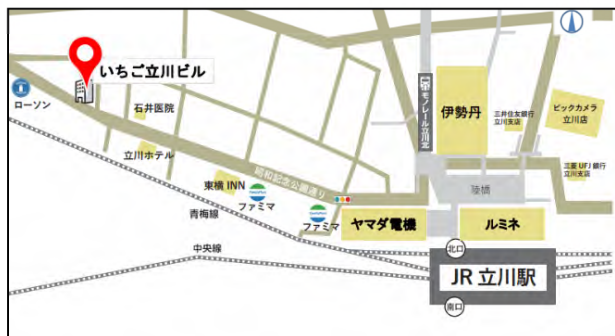 いちご立川ビル
ローソン
石井医院
立川ホテル
東横 INN
ファミマ
昭和記念公園通り
ファミマ
青梅線
中央線
モノレール立川北
伊勢丹
三井住友銀行
立川支店
ビックカメラ
立川店
三菱 UFJ 銀行
立川支店
陸橋
ヤマダ電機
ルミネ
北口
JR 立川駅
南口